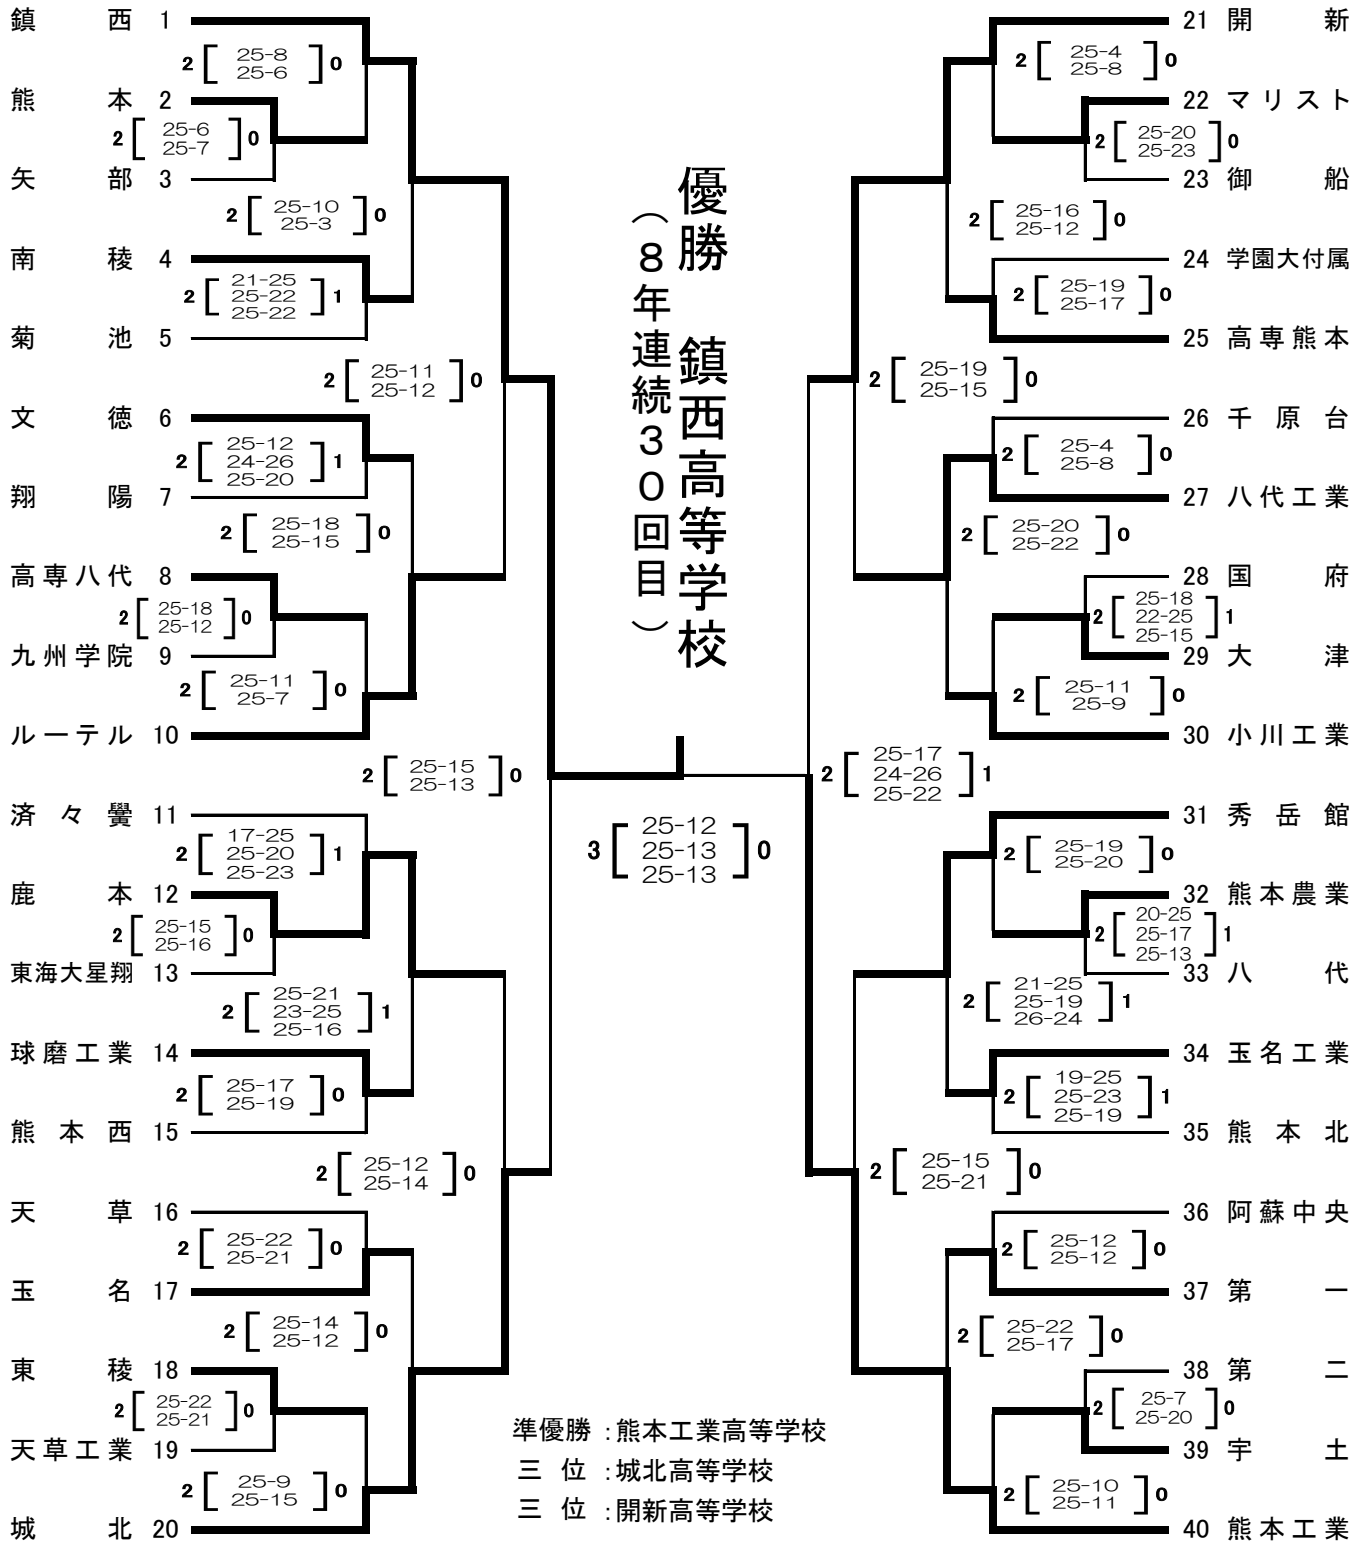 鎮西 1
2 [ 25-8 ] 0
25-6
熊本 2
2 [ 25-6 ] 0
25-7
矢部 3
2 [ 25-10 ] 0
25-3
南稜 4
2 [ 21-25 ] 1
25-22
25-22
菊池 5
2 [ 25-11 ] 0
25-12
文徳 6
2 [ 25-12 ] 1
24-26
25-20
翔陽 7
2 [ 25-18 ] 0
25-15
高専八代 8
2 [ 25-18 ] 0
25-12
九州学院 9
2 [ 25-11 ] 0
25-7
ルーテル 10
2 [ 25-15 ] 0
25-13
済々黌 11
2 [ 17-25 ] 1
25-20
25-23
鹿本 12
2 [ 25-15 ] 0
25-16
東海大星翔 13
2 [ 25-21 ] 1
23-25
25-16
球磨工業 14
2 [ 25-17 ] 0
25-19
熊本西 15
2 [ 25-12 ] 0
25-14
天草 16
2 [ 25-22 ] 0
25-21
玉名 17
2 [ 25-14 ] 0
25-12
東稜 18
2 [ 25-22 ] 0
25-21
天草工業 19
2 [ 25-9 ] 0
25-15
城北 20
優勝 鎮西高等学校
（8年連続30回目）
3 [ 25-12 ] 0
25-13
25-13
準優勝：熊本工業高等学校
三位：城北高等学校
三位：開新高等学校
21 開新
2 [ 25-4 ] 0
25-8
22 マリスト
2 [ 25-20 ] 0
25-23
23 御船
2 [ 25-16 ] 0
25-12
24 学園大付属
2 [ 25-19 ] 0
25-17
25 高専熊本
2 [ 25-19 ] 0
25-15
26 千原台
2 [ 25-4 ] 0
25-8
27 八代工業
2 [ 25-20 ] 0
25-22
28 国府
2 [ 25-18 ] 1
22-25
25-15
29 大津
2 [ 25-11 ] 0
25-9
30 小川工業
2 [ 25-17 ] 1
24-26
25-22
31 秀岳館
2 [ 25-19 ] 0
25-20
32 熊本農業
2 [ 20-25 ] 1
25-17
25-13
33 八代
2 [ 21-25 ] 1
25-19
26-24
34 玉名工業
2 [ 19-25 ] 1
25-23
25-19
35 熊本北
2 [ 25-15 ] 0
25-21
36 阿蘇中央
2 [ 25-12 ] 0
25-12
37 第一
2 [ 25-22 ] 0
25-17
38 第二
2 [ 25-7 ] 0
25-20
39 宇土
2 [ 25-10 ] 0
25-11
40 熊本工業